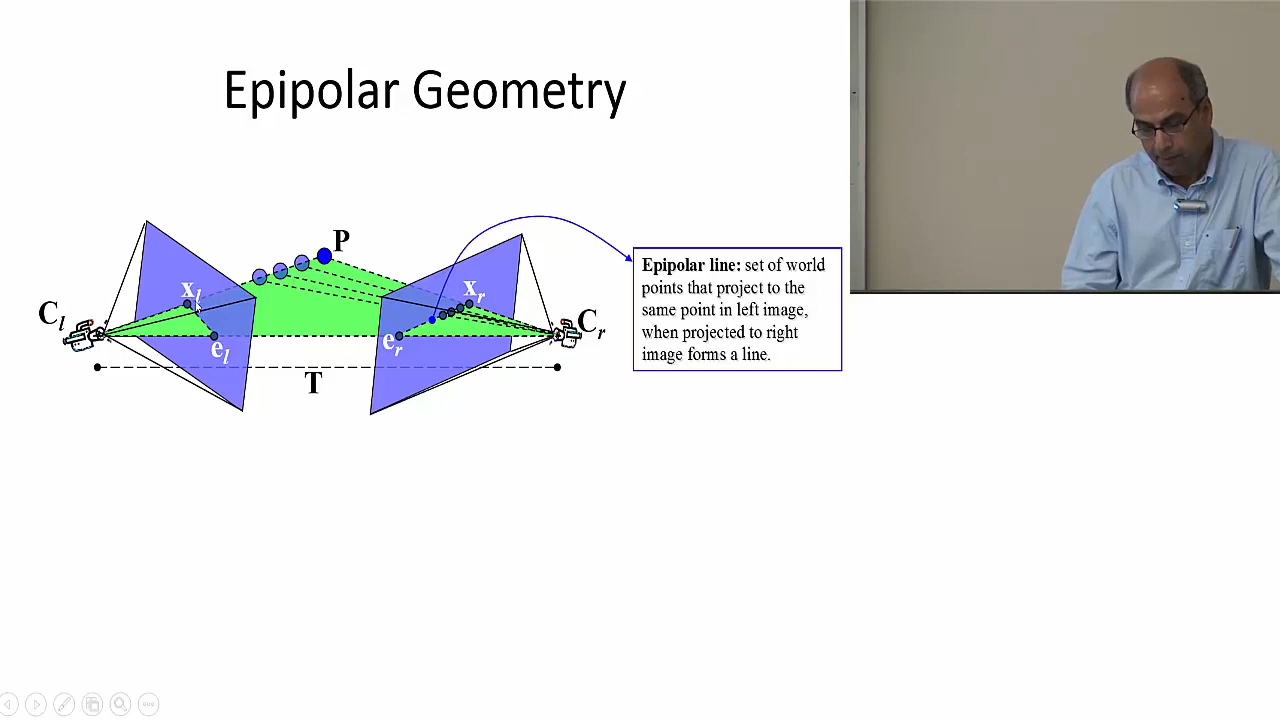 Epipolar Geometry
P
x_l
x_r
C_l
C_r
e_l
e_r
T
Epipolar line: set of world
points that project to the
same point in left image,
when projected to right
image forms a line.